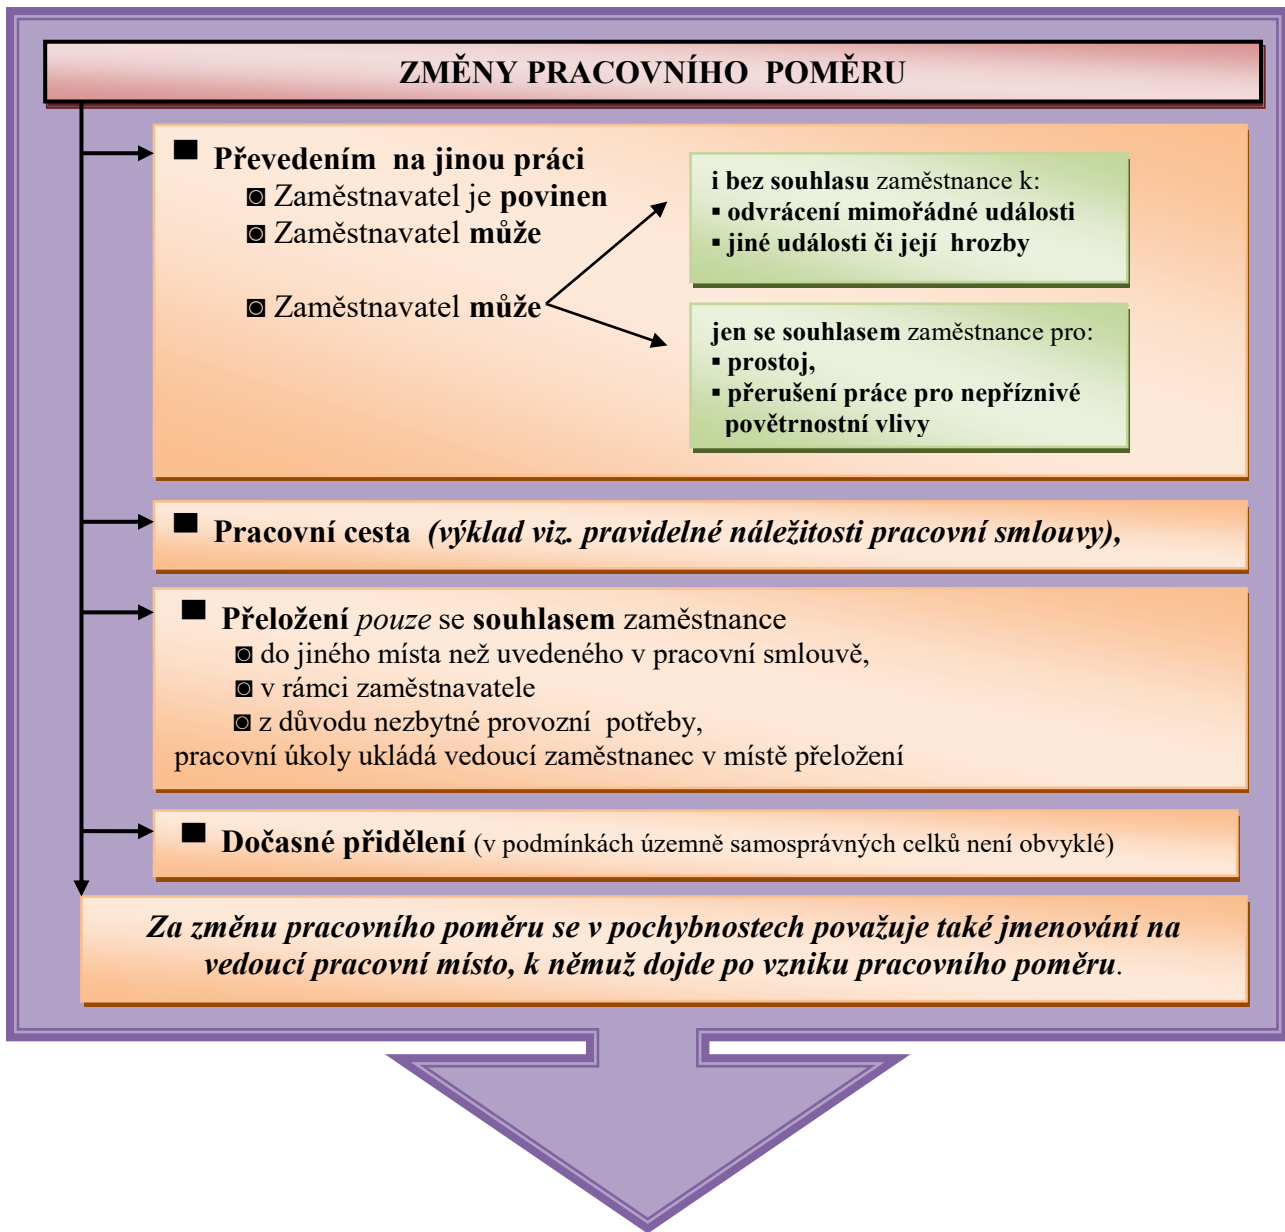 ZMĚNY PRACOVNÍHO POMĚRU
▪ Převedením na jinou práci
◙ Zaměstnavatel je povinen
◙ Zaměstnavatel může
◙ Zaměstnavatel může
i bez souhlasu zaměstnance k:
▪ odvrácení mimořádné události
▪ jiné události či její hrozby
jen se souhlasem zaměstnance pro:
▪ prostoj,
▪ přerušení práce pro nepříznivé
povětrnostní vlivy
▪ Pracovní cesta (výklad viz. pravidelné náležitosti pracovní smlouvy),
▪ Přeložení pouze se souhlasem zaměstnance
◙ do jiného místa než uvedeného v pracovní smlouvě,
◙ v rámci zaměstnavatele
◙ z důvodu nezbytné provozní potřeby,
pracovní úkoly ukládá vedoucí zaměstnanec v místě přeložení
▪ Dočasné přidělení (v podmínkách územně samosprávných celků není obvyklé)
Za změnu pracovního poměru se v pochybnostech považuje také jmenování na
vedoucí pracovní místo, k němuž dojde po vzniku pracovního poměru.